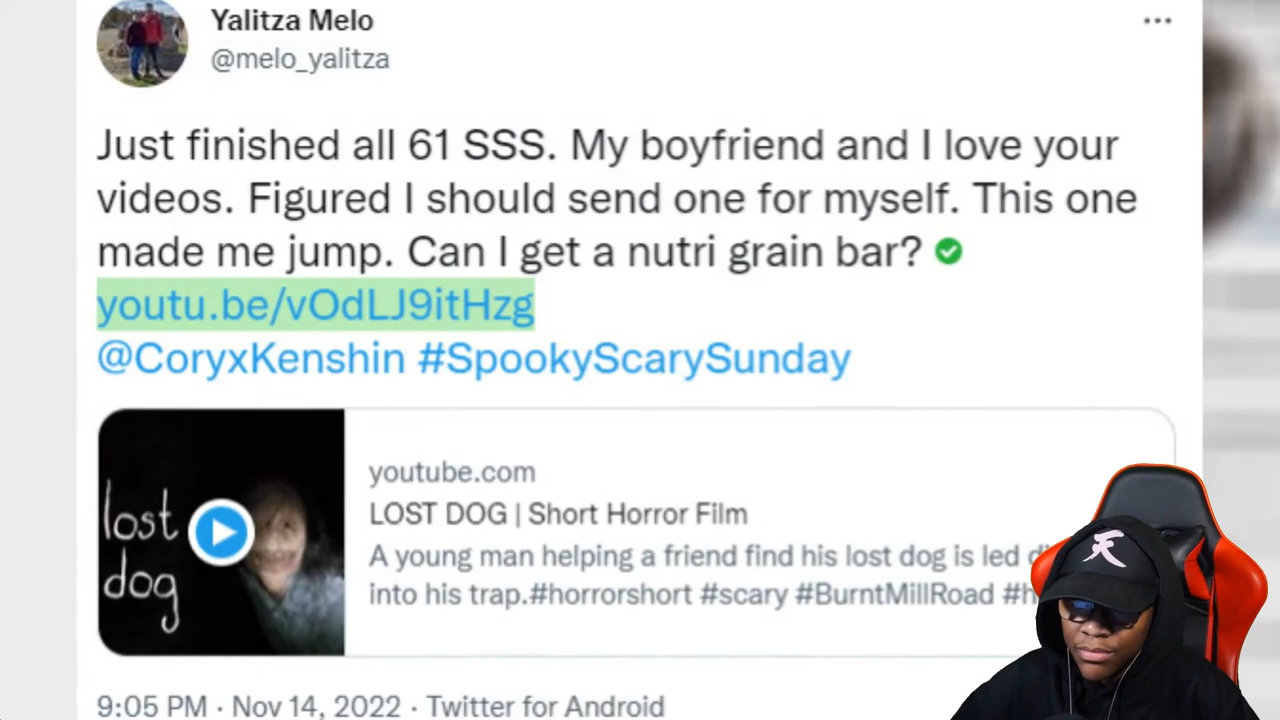 Yalitza Melo
@melo_yalitza
Just finished all 61 SSS. My boyfriend and I love your
videos. Figured I should send one for myself. This one
made me jump. Can I get a nutri grain bar?
youtu.be/vOdLJ9itHzg
@CoryxKenshin #SpookyScarySunday
lost
dog
youtube.com
LOST DOG | Short Horror Film
A young man helping a friend find his lost dog is led
into his trap.#horrorshort #scary #BurntMillRoad
9:05 PM · Nov 14, 2022 · Twitter for Android